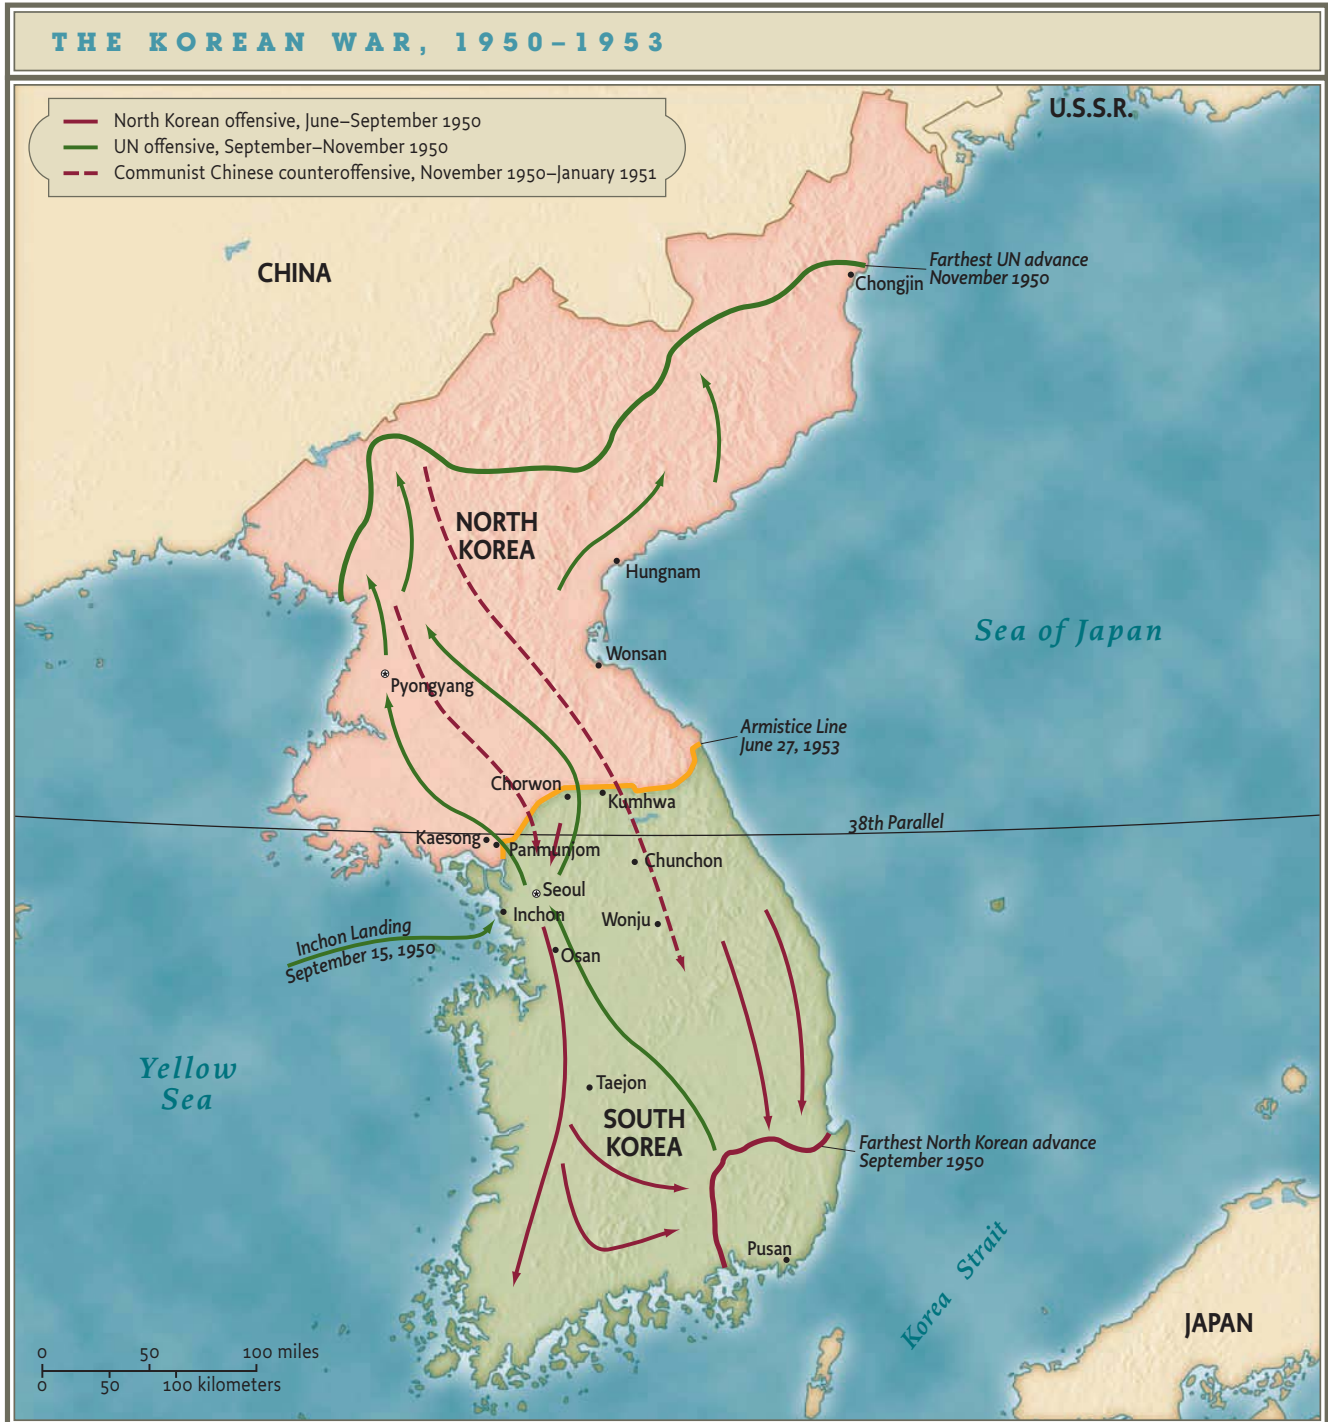 THE KOREAN WAR, 1950–1953
North Korean offensive, June–September 1950
UN offensive, September–November 1950
Communist Chinese counteroffensive, November 1950–January 1951
U.S.S.R.
CHINA
Farthest UN advance
November 1950
Chongjin
NORTH
KOREA
Hungnam
Sea of Japan
Wonsan
Pyongyang
Armistice Line
June 27, 1953
Chorwon
Kumhwa
38th Parallel
Kaesong
Panmunjom
Chunchon
Seoul
Inchon
Wonju
Inchon Landing
September 15, 1950
Osan
Yellow
Sea
Taejon
SOUTH
KOREA
Farthest North Korean advance
September 1950
Pusan
Korea Strait
JAPAN
0 50 100 miles
0 50 100 kilometers